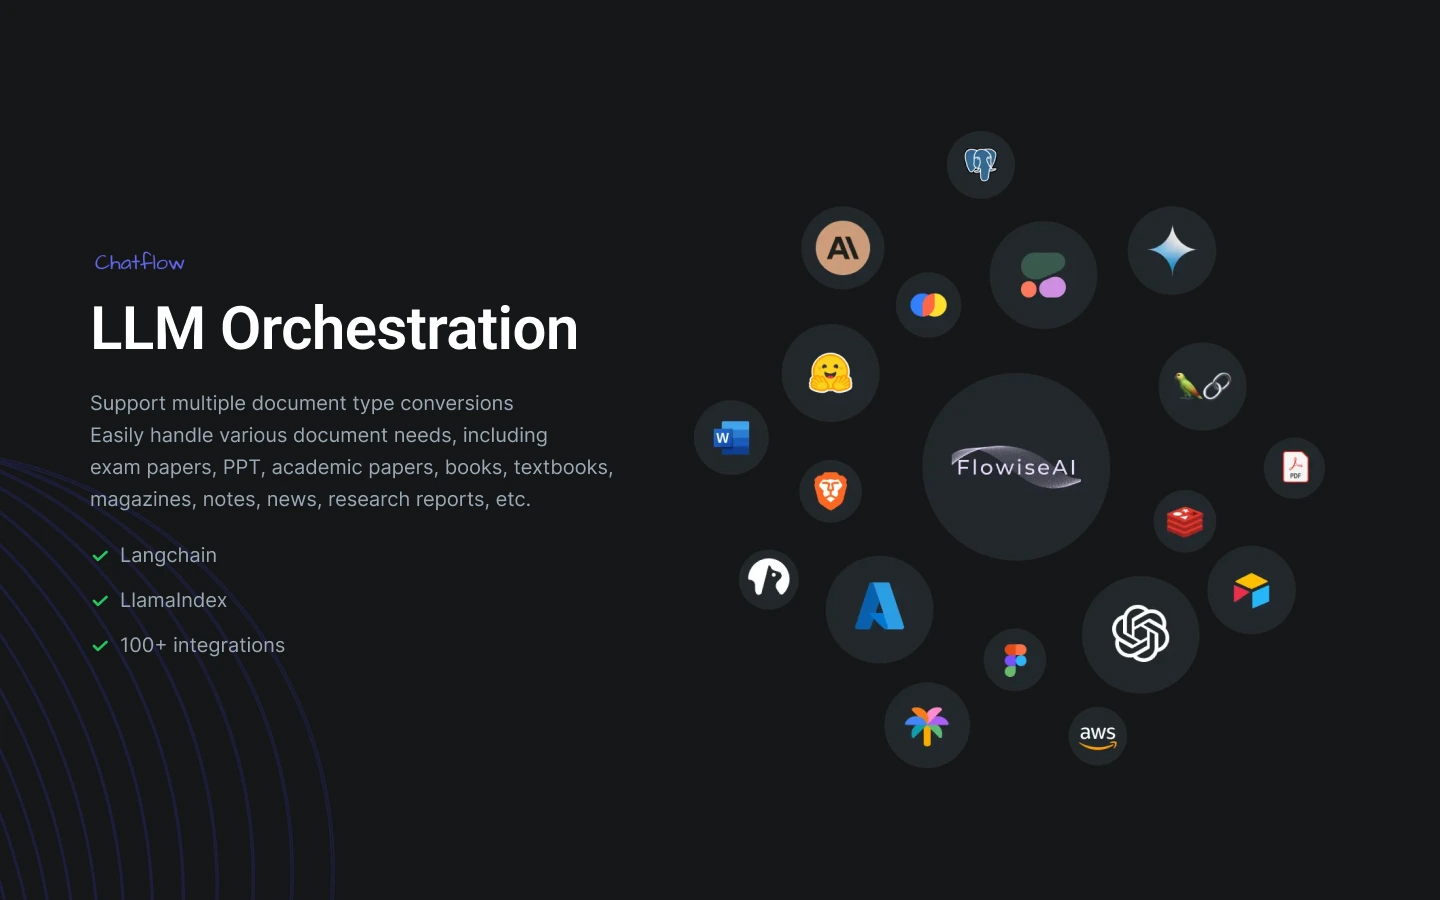 Chatflow
LLM Orchestration
Support multiple document type conversions
Easily handle various document needs, including
exam papers, PPT, academic papers, books, textbooks,
magazines, notes, news, research reports, etc.
Langchain
LlamaIndex
100+ integrations
AI
W
FlowiseAI
PDF
aws